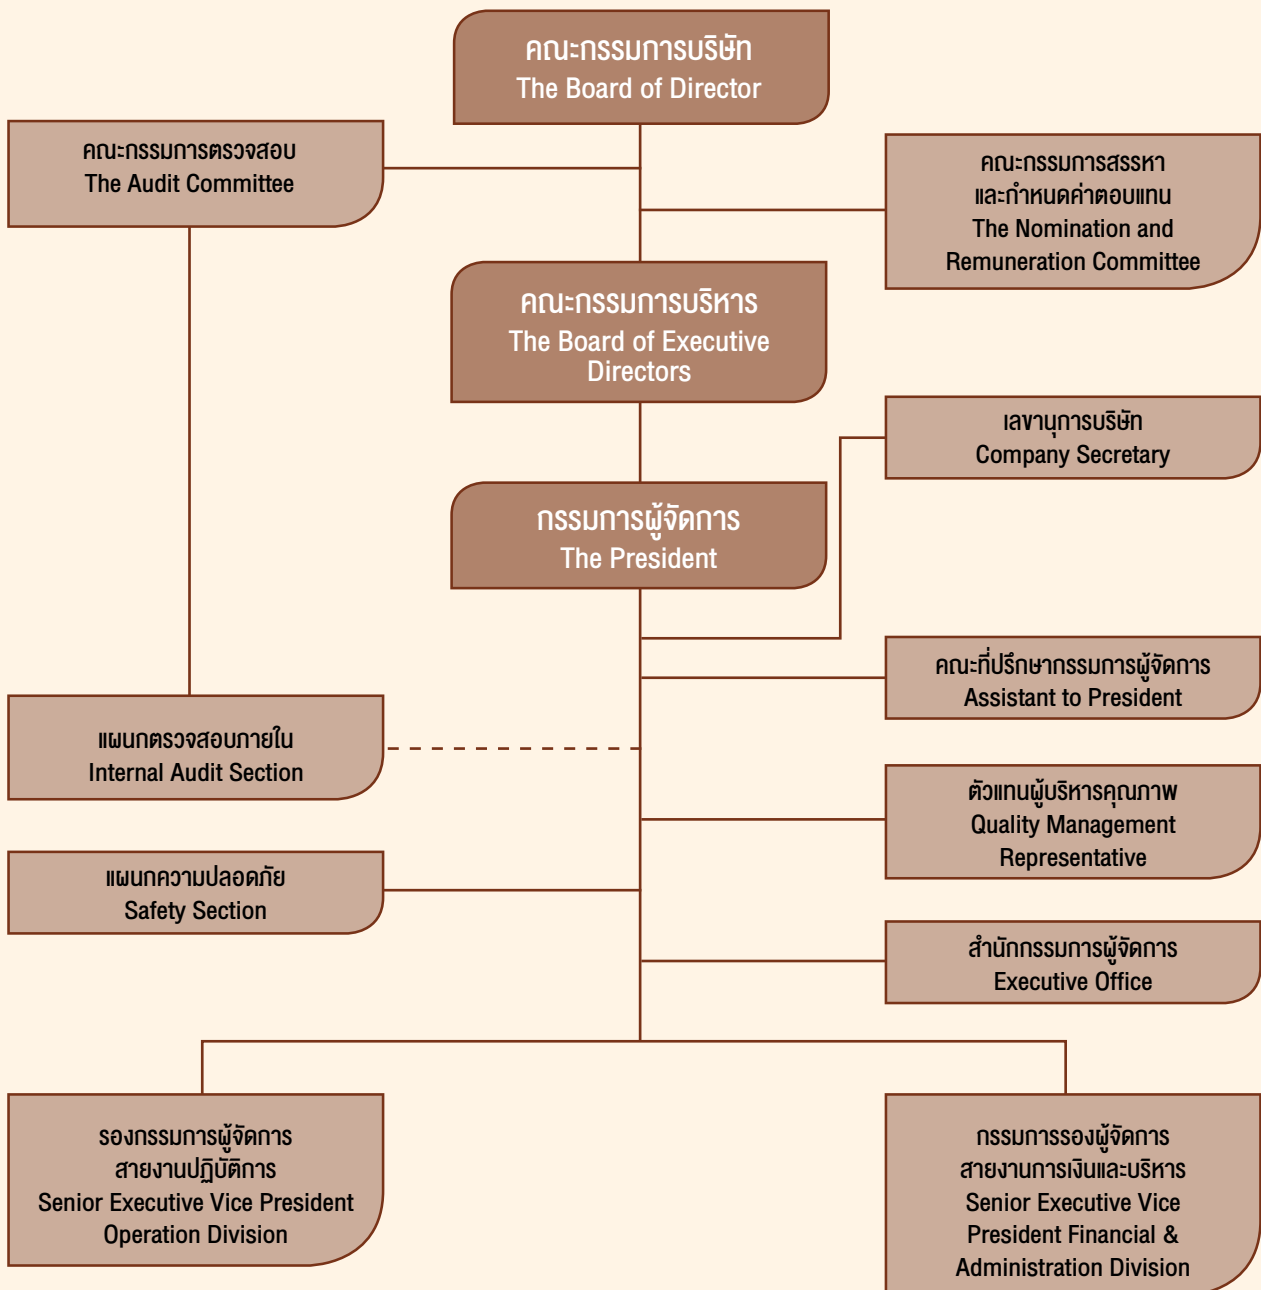 คณะกรรมการบริษัท
The Board of Director
คณะกรรมการตรวจสอบ
The Audit Committee
คณะกรรมการสรรหา
และกำหนดค่าตอบแทน
The Nomination and
Remuneration Committee
คณะกรรมการบริหาร
The Board of Executive
Directors
เลขานุการบริษัท
Company Secretary
กรรมการผู้จัดการ
The President
คณะที่ปรึกษากรรมการผู้จัดการ
Assistant to President
แผนกตรวจสอบภายใน
Internal Audit Section
ตัวแทนผู้บริหารคุณภาพ
Quality Management
Representative
แผนกความปลอดภัย
Safety Section
สำนักกรรมการผู้จัดการ
Executive Office
รองกรรมการผู้จัดการ
สายงานปฏิบัติการ
Senior Executive Vice President
Operation Division
กรรมการรองผู้จัดการ
สายงานการเงินและบริหาร
Senior Executive Vice
President Financial &
Administration Division